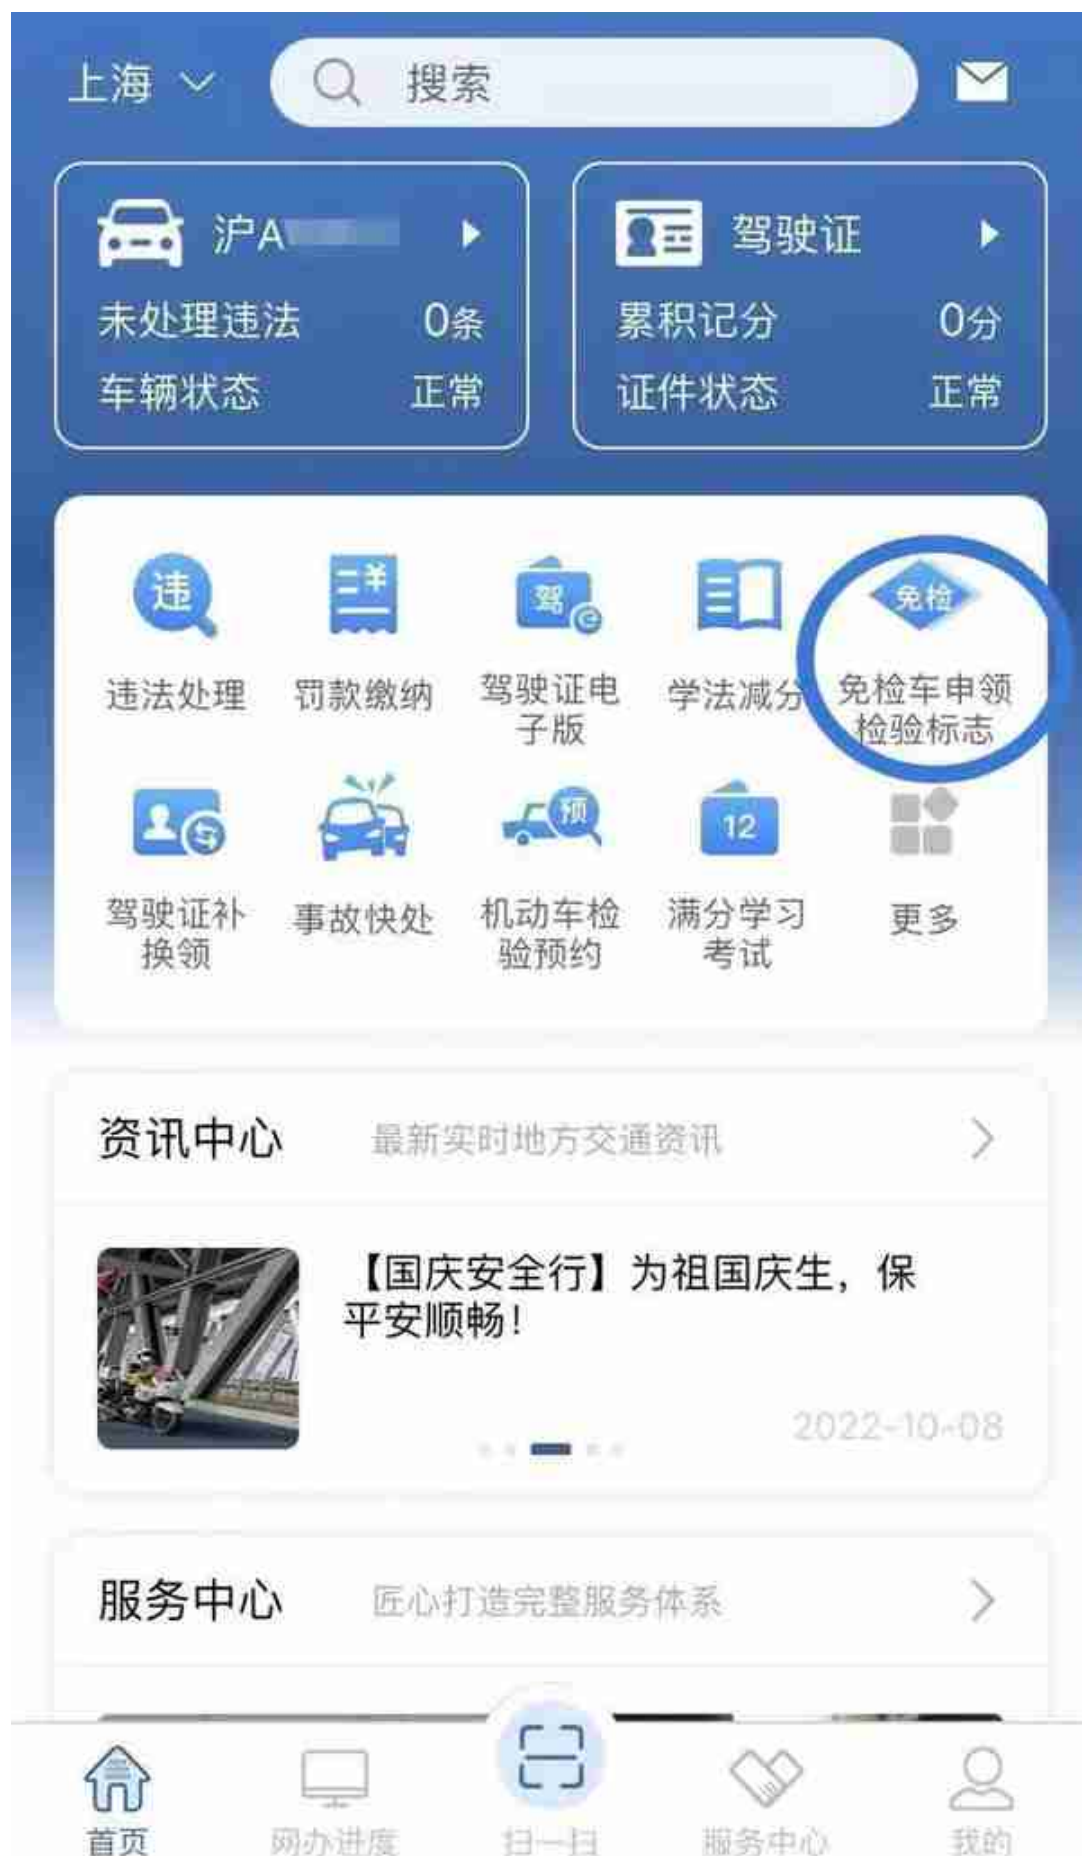 上海
搜索
沪A
驾驶证
未处理违法 0条
累积记分 0分
车辆状态 正常
证件状态 正常
违
¥
驾
免检
违法处理
罚款缴纳
驾驶证电
子版
学法减分
免检车申领
检验标志
预
12
驾驶证补
换领
事故快处
机动车检
验预约
满分学习
考试
更多
资讯中心 最新实时地方交通资讯
【国庆安全行】为祖国庆生，保
平安顺畅！
2022-10-08
服务中心 匠心打造完整服务体系
首页
网办进度
扫一扫
服务中心
我的